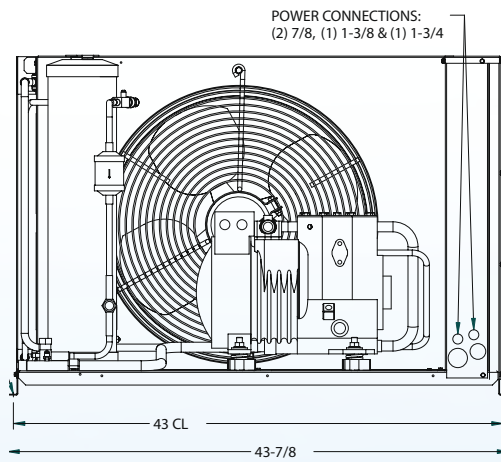 POWER CONNECTIONS:
(2) 7/8, (1) 1-3/8 & (1) 1-3/4
43 CL
43-7/8